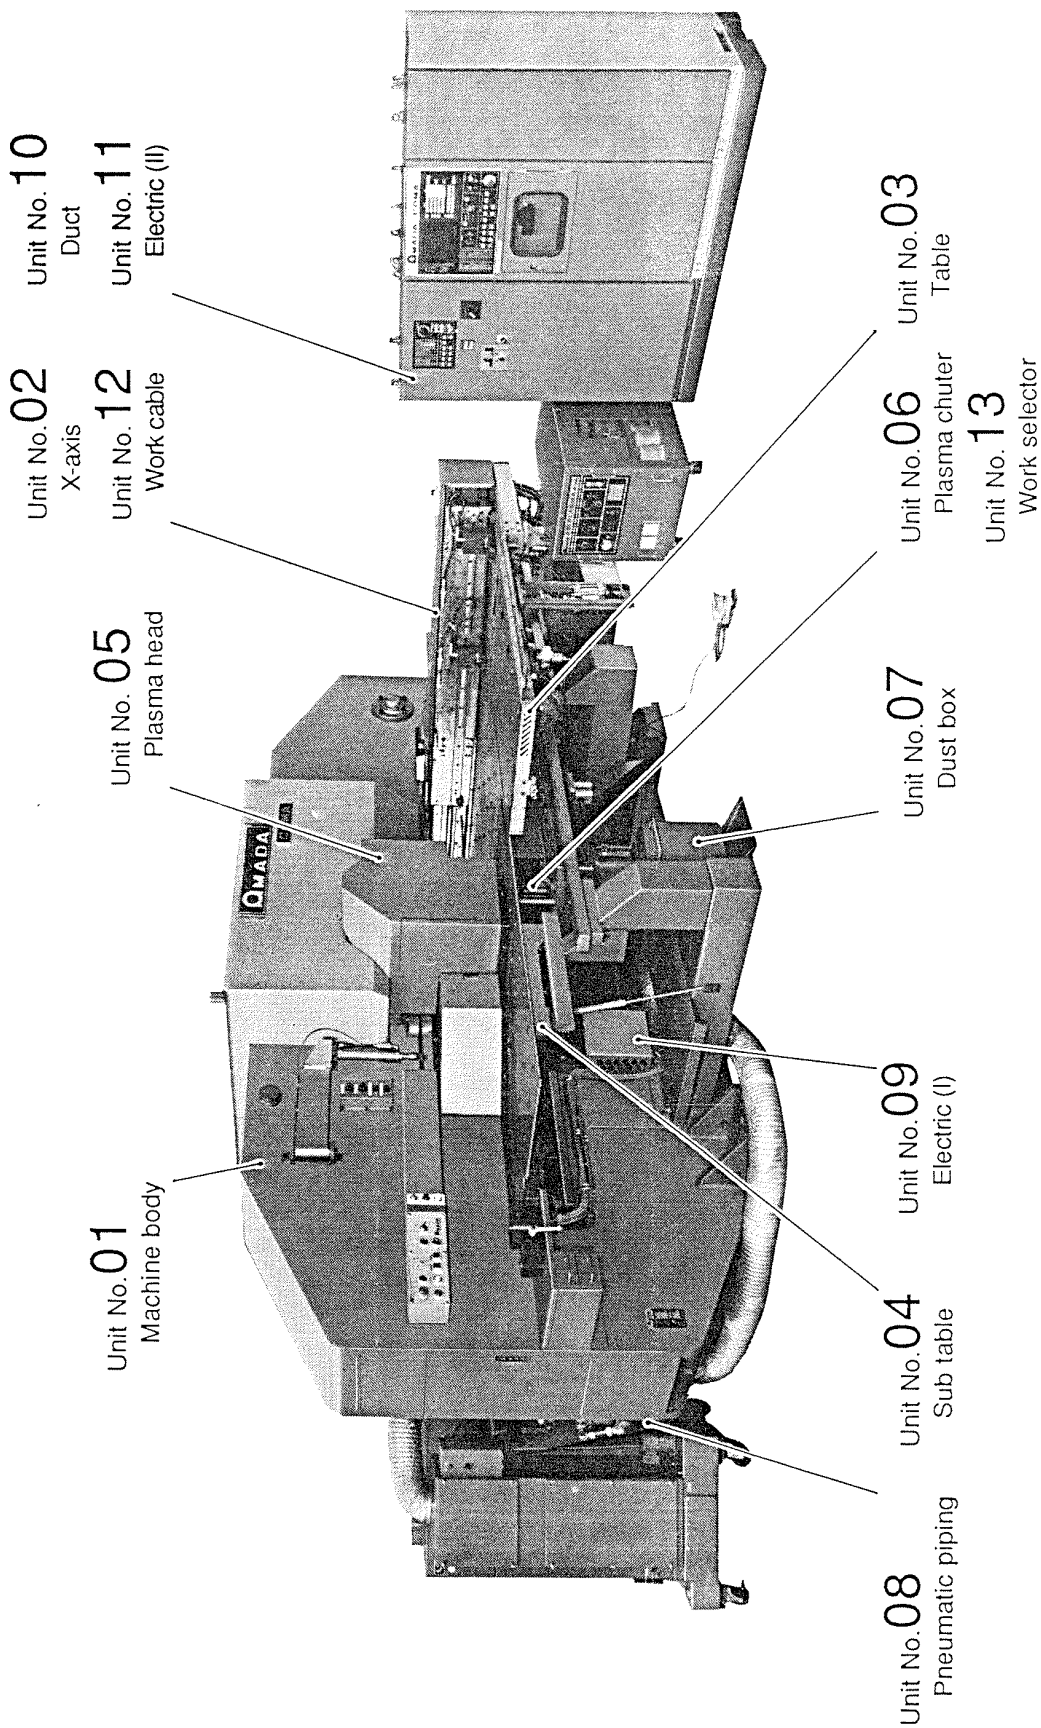 Unit No. 01
Machine body
Unit No. 05
Plasma head
Unit No. 02
X-axis
Unit No. 12
Work cable
Unit No. 10
Duct
Unit No. 11
Electric (II)
AMADA
Unit No. 08
Pneumatic piping
Unit No. 04
Sub table
Unit No. 09
Electric (I)
Unit No. 07
Dust box
Unit No. 06
Plasma chuter
Unit No. 13
Work selector
Unit No. 03
Table